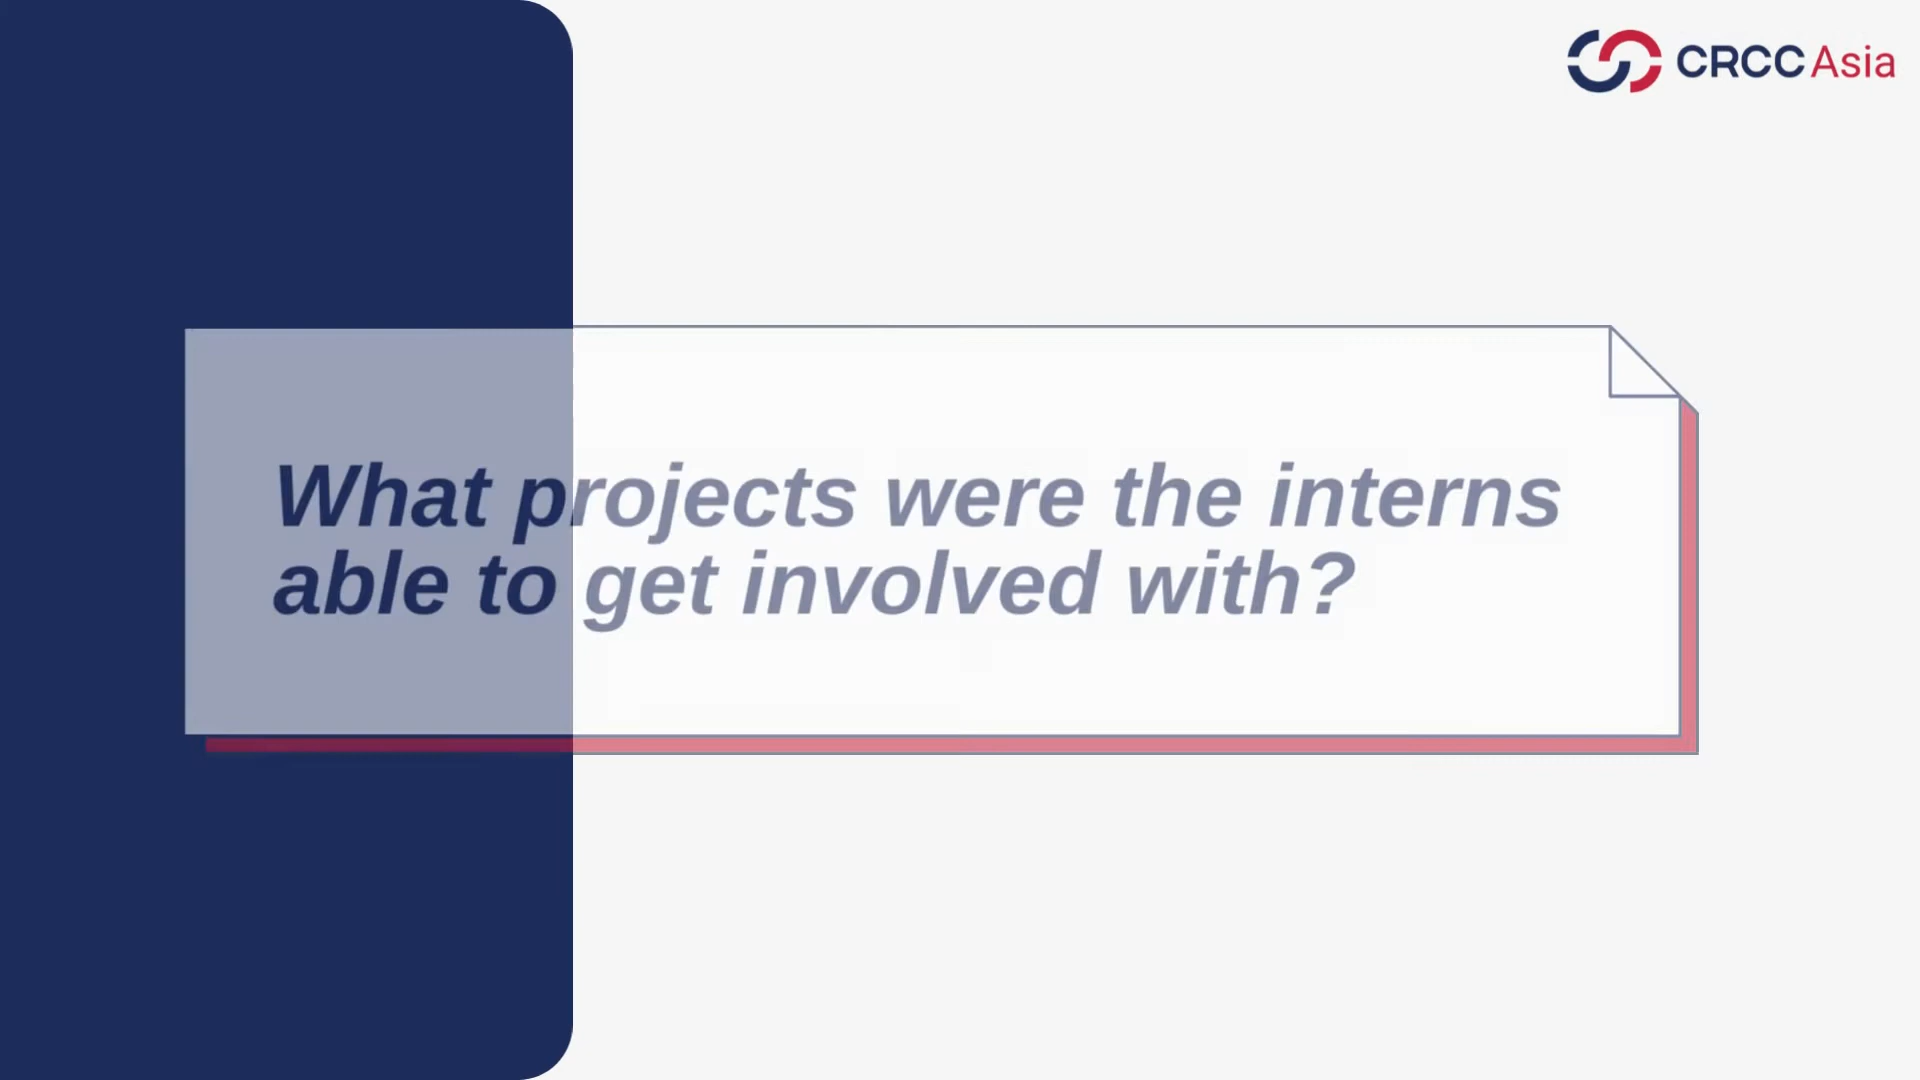 CRCC Asia
What projects were the interns
able to get involved with?